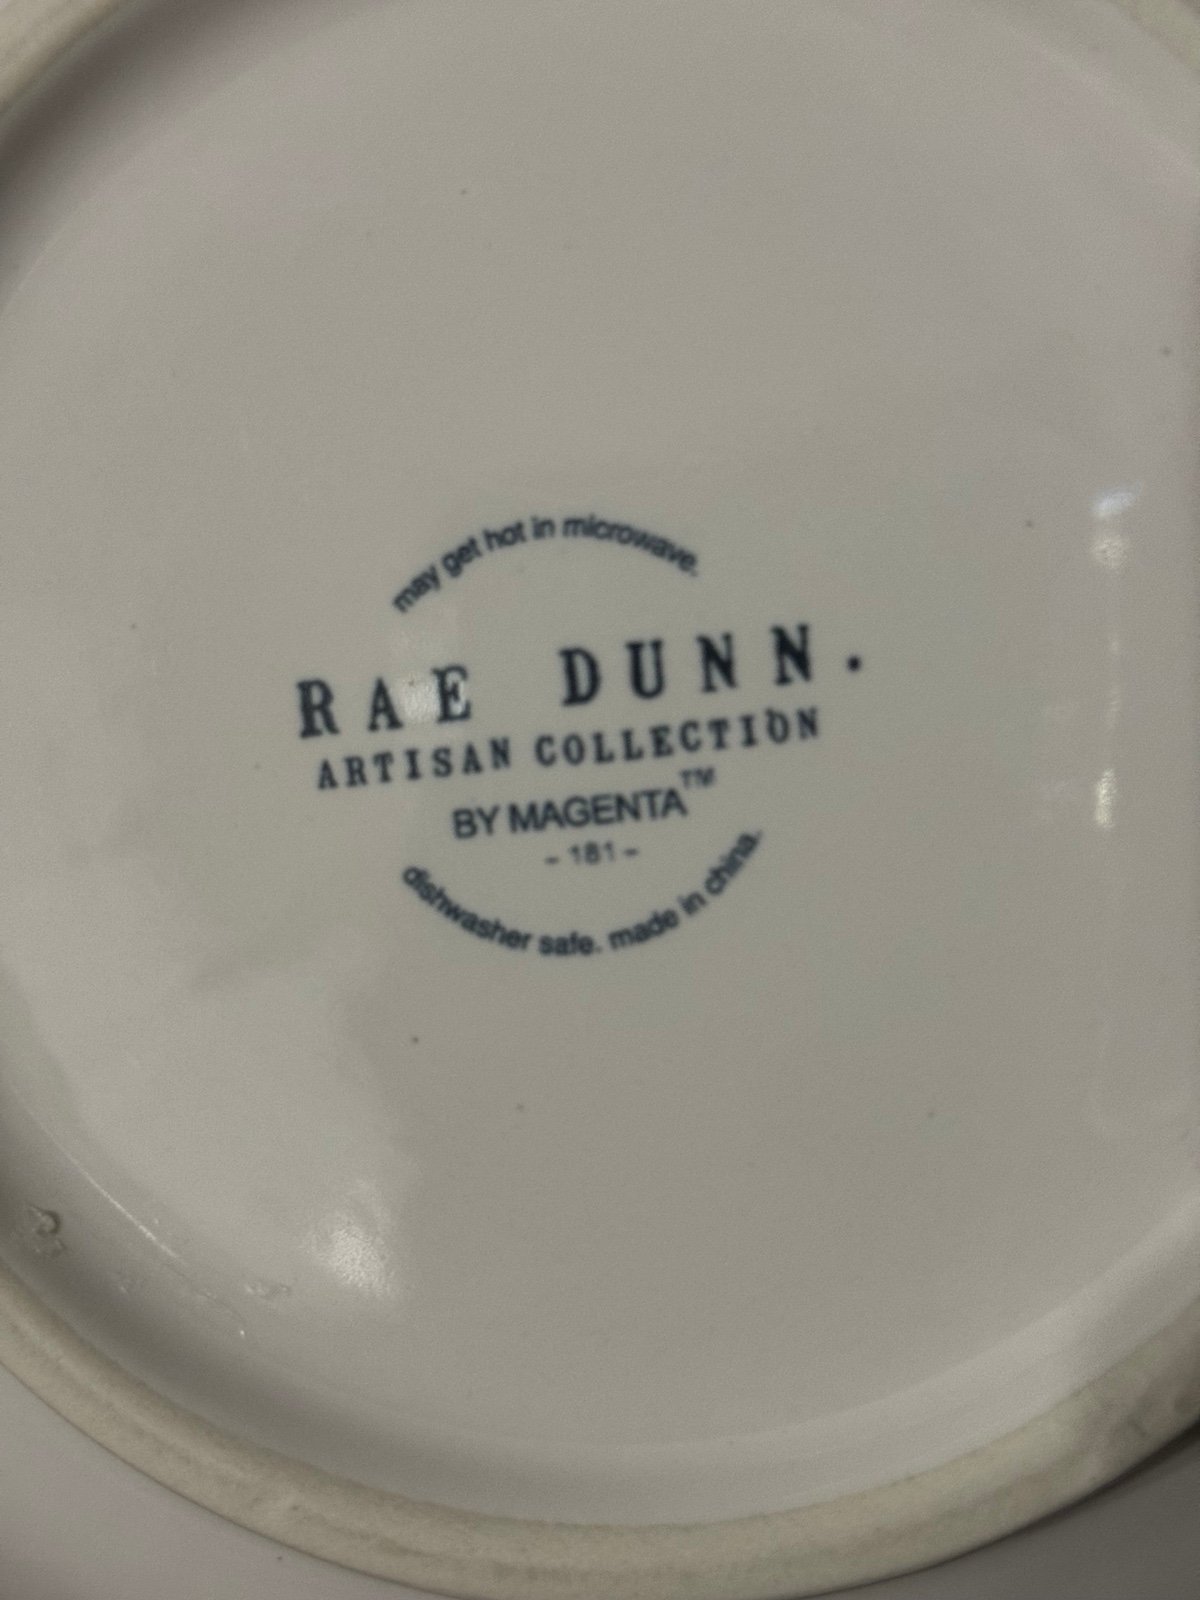 may get hot in microwave.
RAE DUNN.
ARTISAN COLLECTION
BY MAGENTA™
- 181 -
dishwasher safe. made in china.